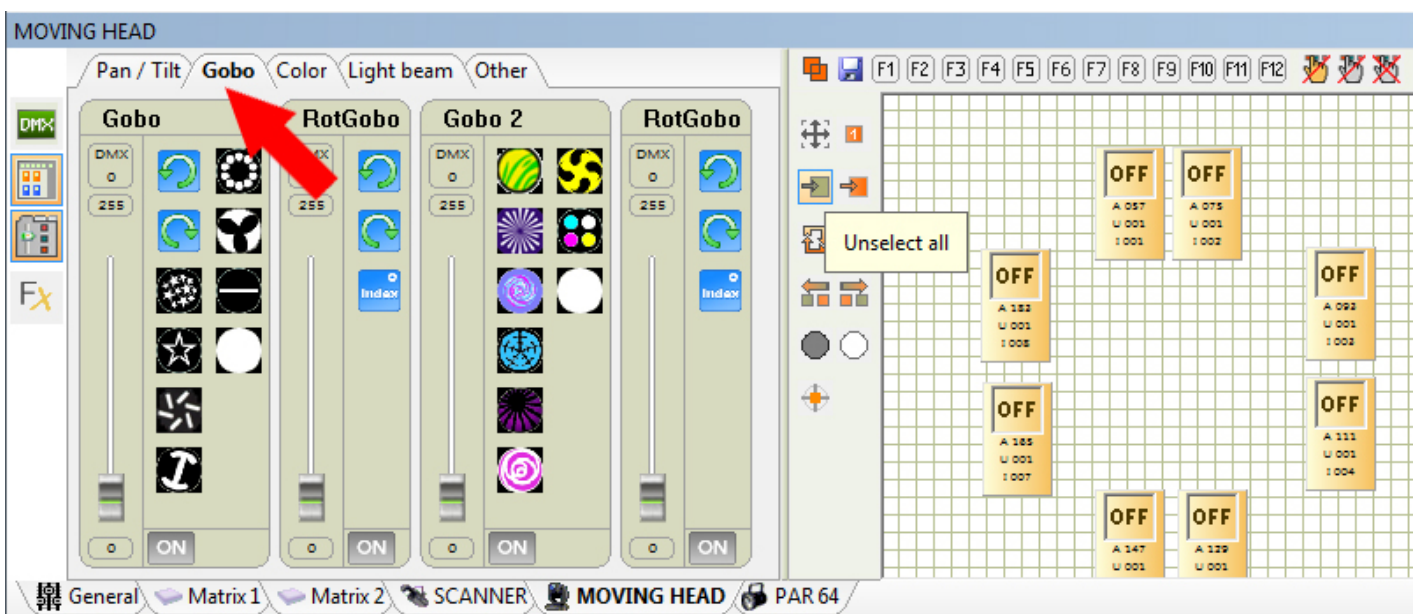 MOVING HEAD
Pan / Tilt Gobo Color Light beam Other
F1 F2 F3 F4 F5 F6 F7 F8 F9 F10 F11 F12
Gobo RotGobo Gobo 2 RotGobo
DMX
1
DMX DMX DMX
0 0 0
255 255 255 255
OFF OFF
A 057 A 075
U 001 U 001
I 001 I 002
Unselect all
OFF OFF
Index Index
Fx
A 093
U 001 U 001
I 003
OFF OFF
A 111
U 001 U 001
I 007 I 004
OFF OFF
0 ON 0 ON 0 ON 0 ON
A 147 A 129
U 001 U 001
General Matrix 1 Matrix 2 SCANNER MOVING HEAD PAR 64